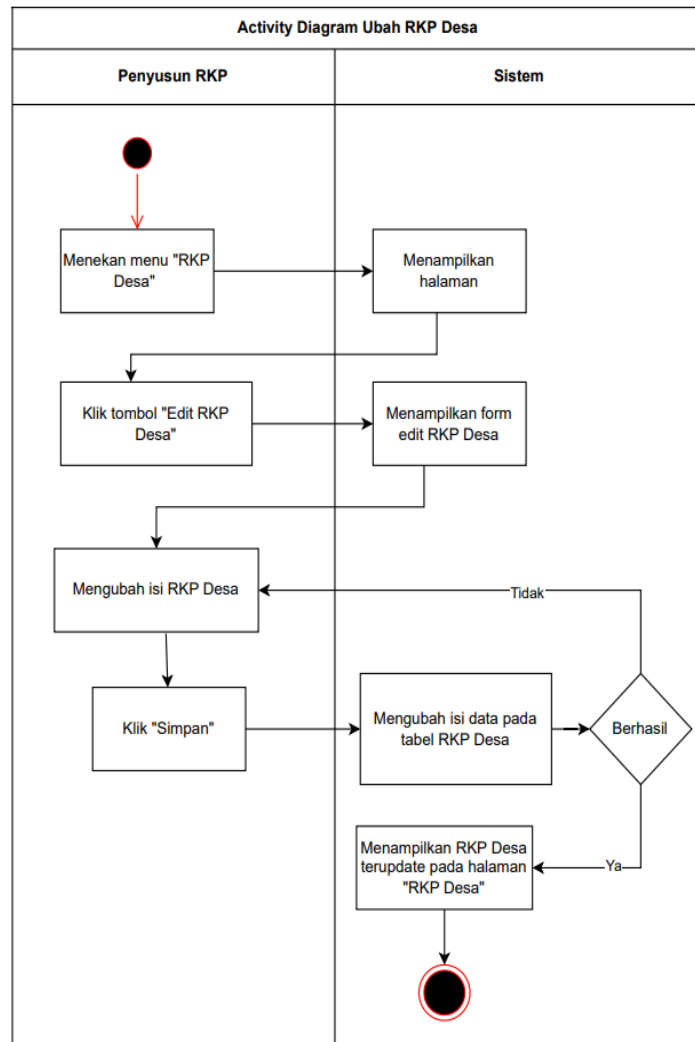 Activity Diagram Ubah RKP Desa
Penyusun RKP
Sistem
Menekan menu "RKP
Desa"
Menampilkan
halaman
Klik tombol "Edit RKP
Desa"
Menampilkan form
edit RKP Desa
Mengubah isi RKP Desa
Tidak
Klik "Simpan"
Mengubah isi data pada
tabel RKP Desa
Berhasil
Menampilkan RKP Desa
terupdate pada halaman
"RKP Desa"
Ya